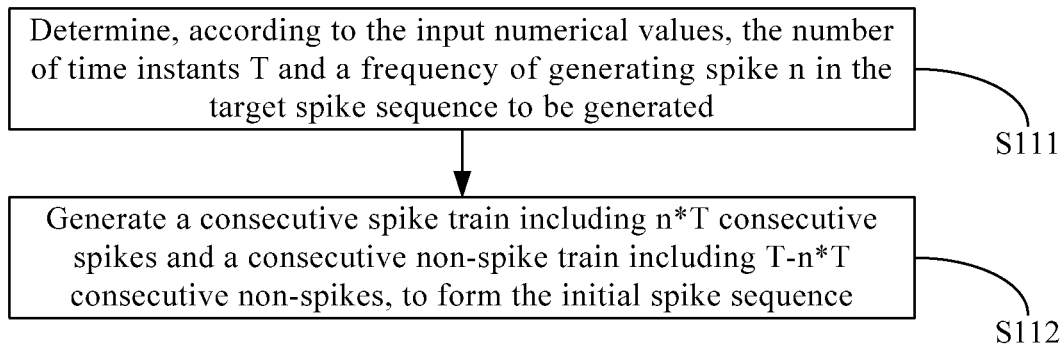 Determine, according to the input numerical values, the number
of time instants T and a frequency of generating spike n in the
target spike sequence to be generated
S111
Generate a consecutive spike train including n*T consecutive
spikes and a consecutive non-spike train including T-n*T
consecutive non-spikes, to form the initial spike sequence
S112